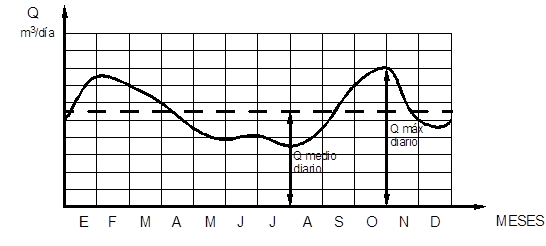 Q
m³/día
Q máx
diario
Q medio
diario
E F M A M J J A S O N D
MESES